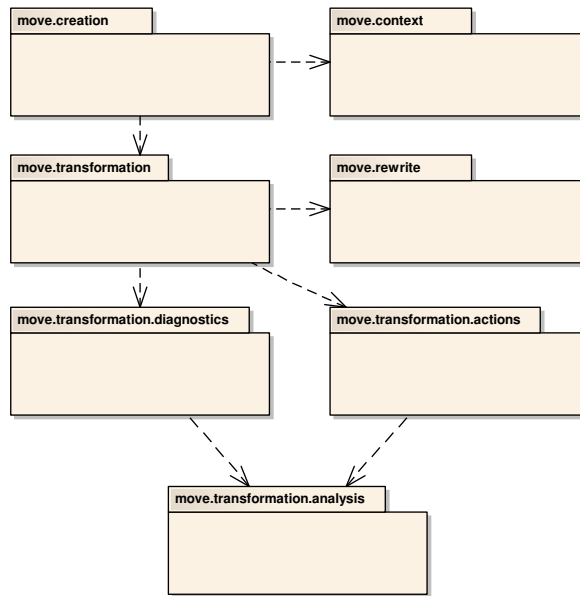 move.creation
move.context
move.transformation
move.rewrite
move.transformation.diagnostics
move.transformation.actions
move.transformation.analysis